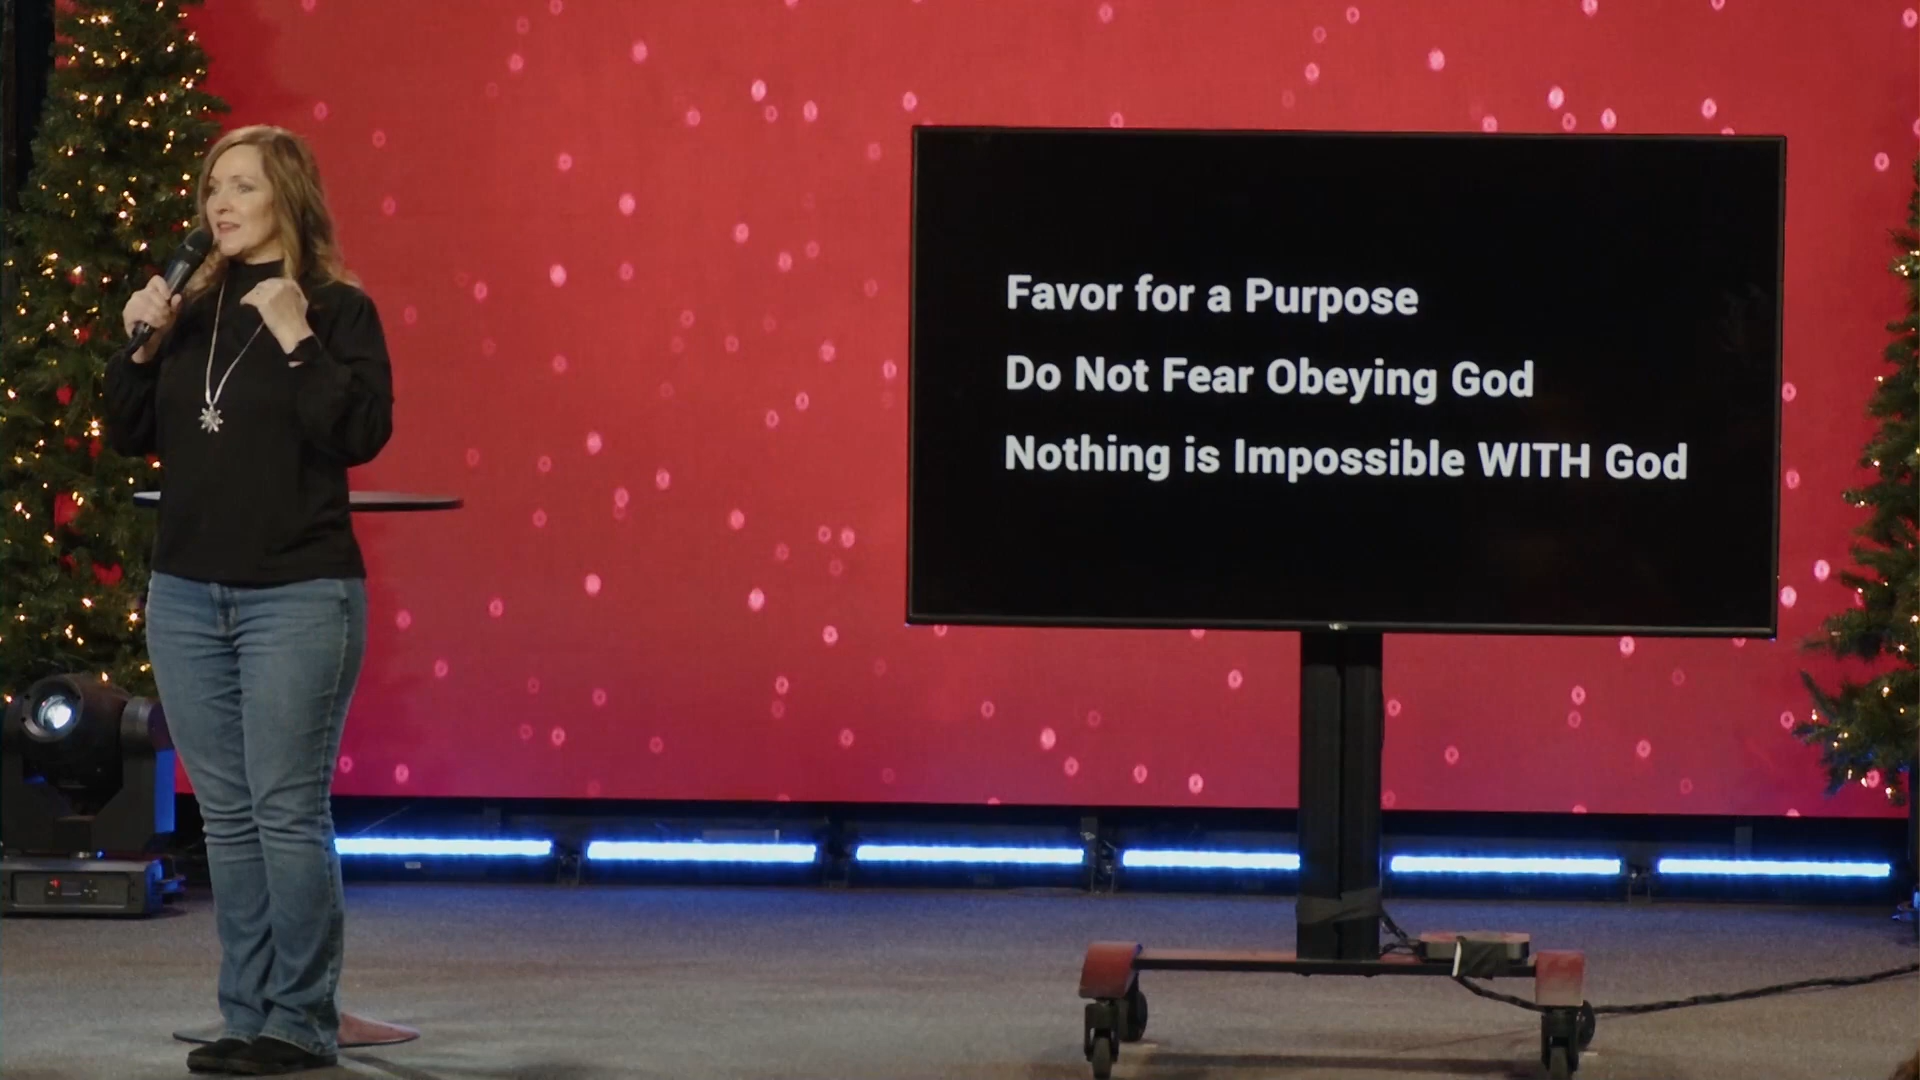 Favor for a Purpose
Do Not Fear Obeying God
Nothing is Impossible WITH God